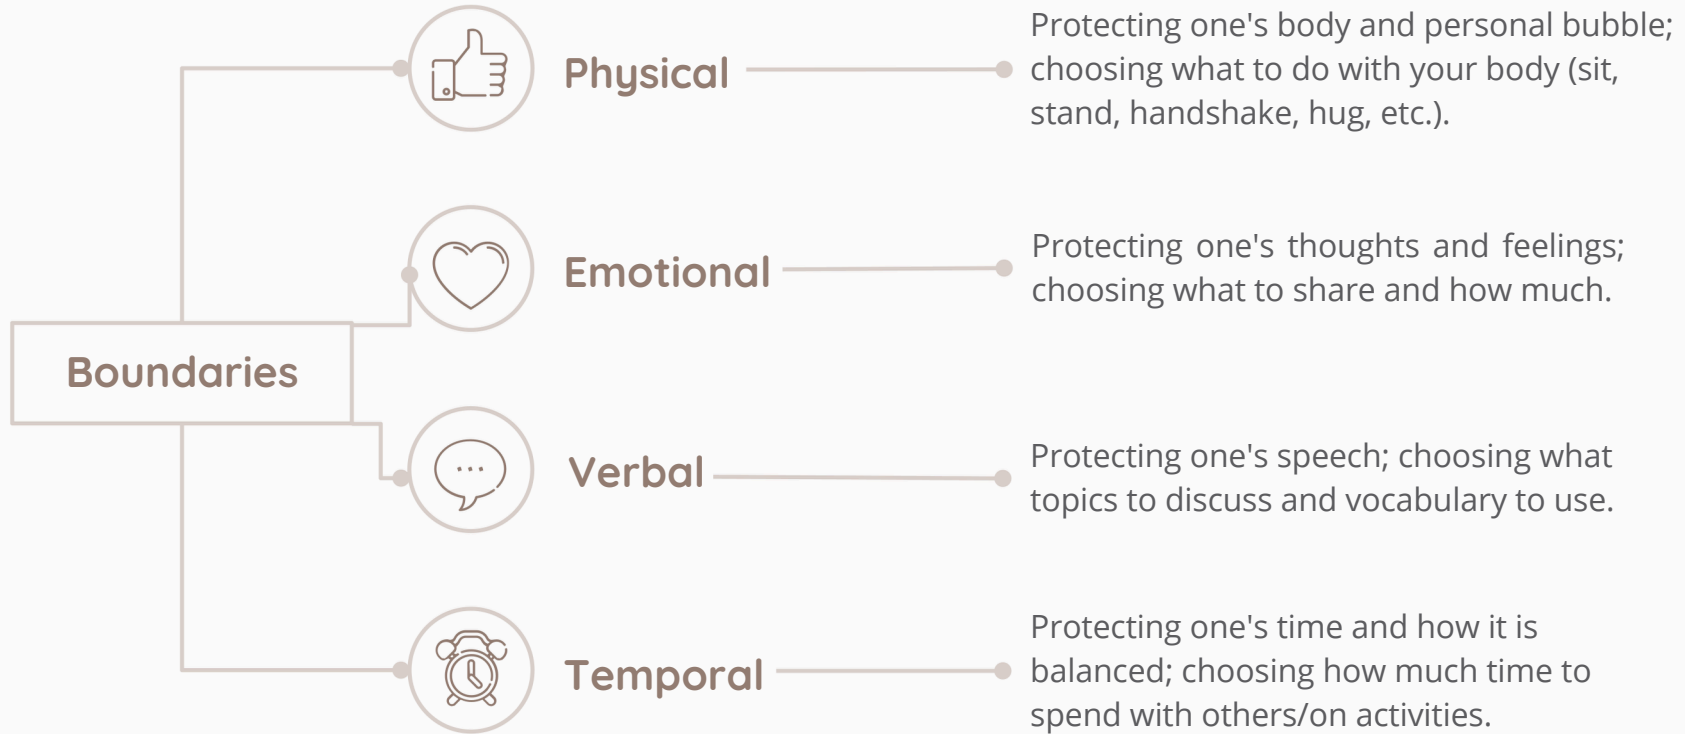 Boundaries
Physical
Protecting one's body and personal bubble;
choosing what to do with your body (sit,
stand, handshake, hug, etc.).
Emotional
Protecting one's thoughts and feelings;
choosing what to share and how much.
Verbal
Protecting one's speech; choosing what
topics to discuss and vocabulary to use.
Temporal
Protecting one's time and how it is
balanced; choosing how much time to
spend with others/on activities.